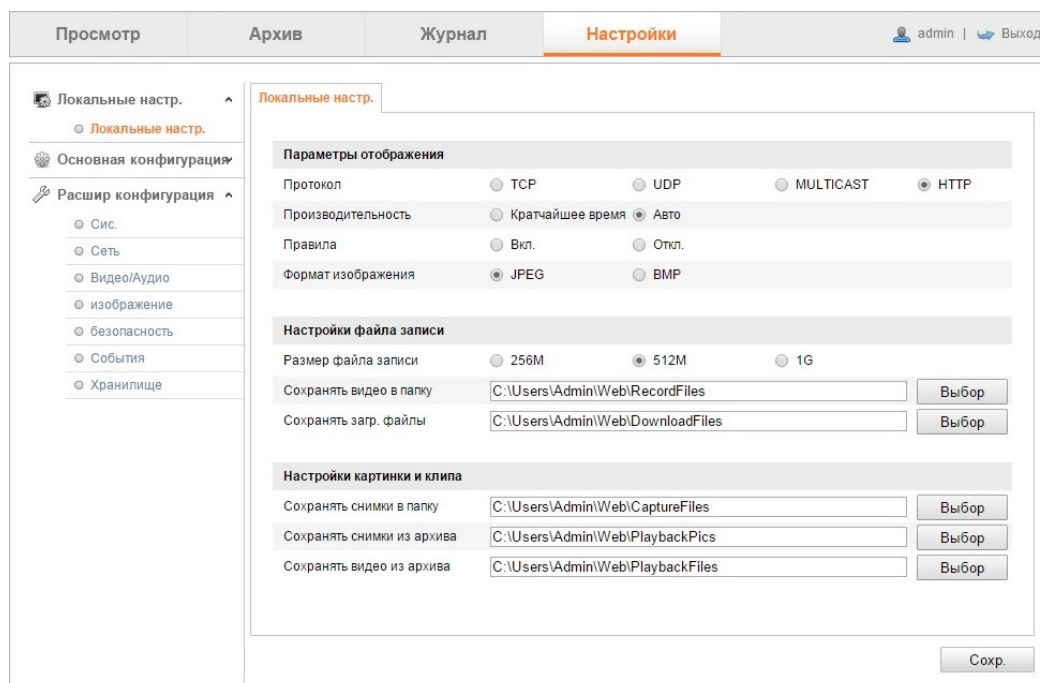 Просмотр Архив Журнал Настройки admin | Выход
Локальные настр.
Локальные настр.
Основная конфигурация
Расшир конфигурация
Сис.
Сеть
Видео/Аудио
изображение
безопасность
События
Хранилище
Локальные настр.
Параметры отображения
Протокол TCP UDP MULTICAST HTTP
Производительность Кратчайшее время Авто
Правила Вкл. Откл.
Формат изображения JPEG BMP
Настройки файла записи
Размер файла записи 256M 512M 1G
Сохранять видео в папку C:\Users\Admin\Web\RecordFiles Выбор
Сохранять загр. файлы C:\Users\Admin\Web\DownloadFiles Выбор
Настройки картинки и клипа
Сохранять снимки в папку C:\Users\Admin\Web\CaptureFiles Выбор
Сохранять снимки из архива C:\Users\Admin\Web\PlaybackPics Выбор
Сохранять видео из архива C:\Users\Admin\Web\PlaybackFiles Выбор
Сохр.